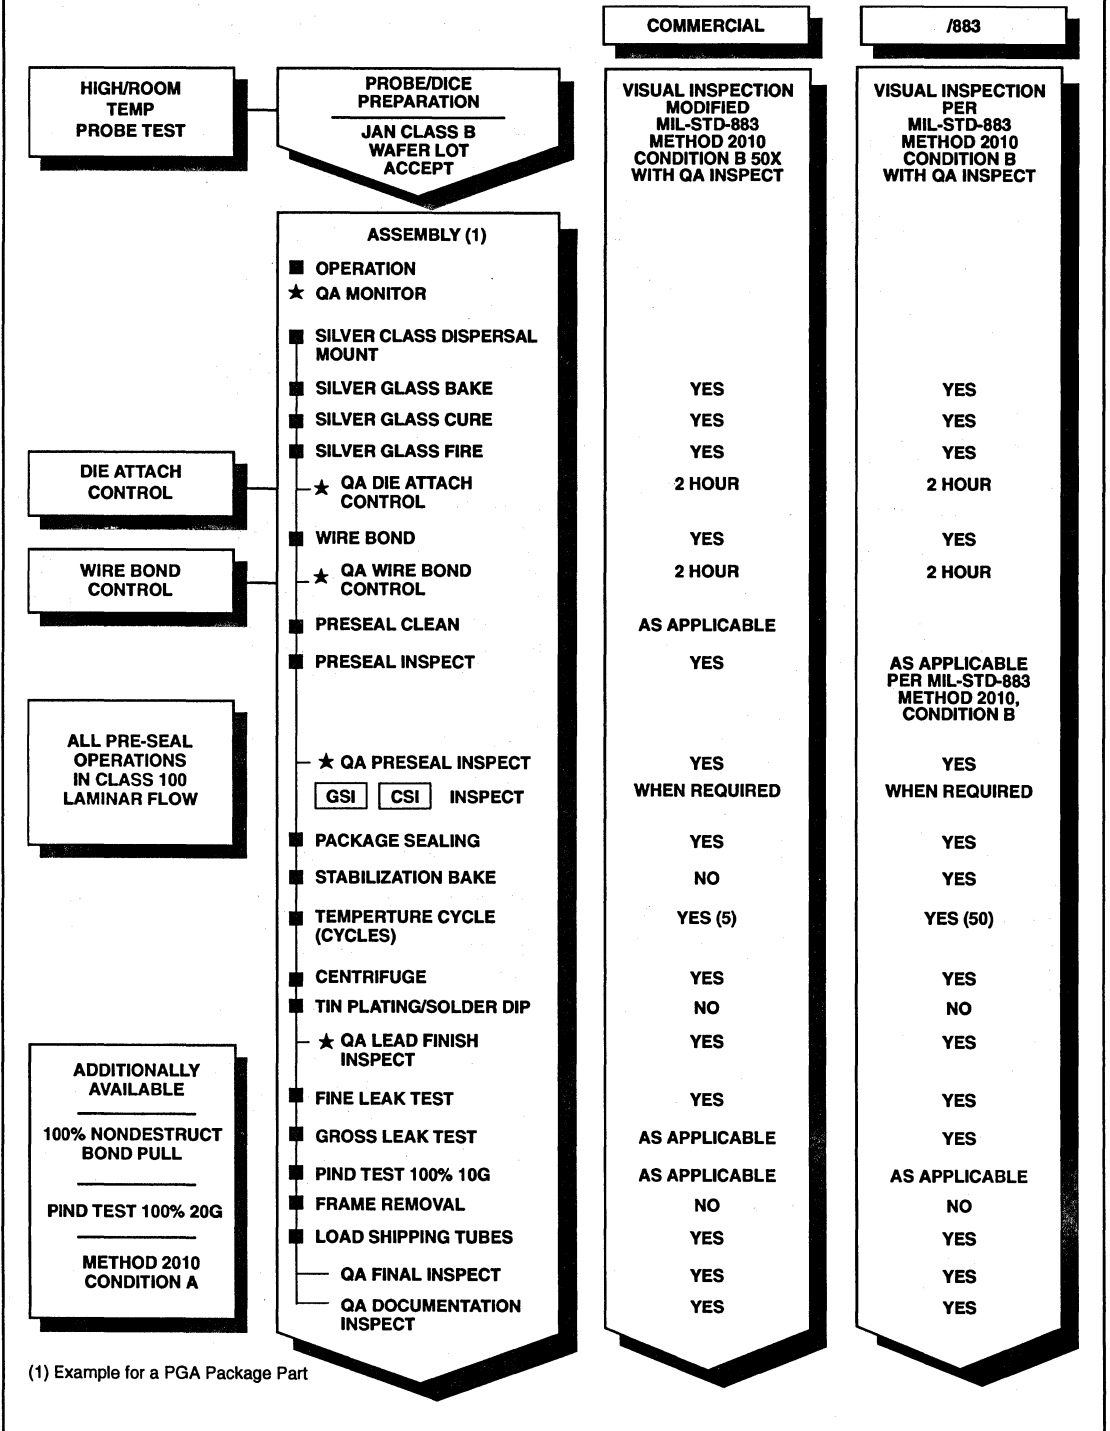 COMMERCIAL
/883
HIGH/ROOM
TEMP
PROBE TEST
PROBE/DICE
PREPARATION
JAN CLASS B
WAFER LOT
ACCEPT
VISUAL INSPECTION
MODIFIED
MIL-STD-883
METHOD 2010
CONDITION B 50X
WITH QA INSPECT
VISUAL INSPECTION
PER
MIL-STD-883
METHOD 2010
CONDITION B
WITH QA INSPECT
ASSEMBLY (1)
■ OPERATION
★ QA MONITOR
■ SILVER CLASS DISPERSAL
MOUNT
■ SILVER GLASS BAKE YES YES
■ SILVER GLASS CURE YES YES
■ SILVER GLASS FIRE YES YES
DIE ATTACH
CONTROL
★ QA DIE ATTACH 2 HOUR 2 HOUR
CONTROL
■ WIRE BOND YES YES
WIRE BOND
CONTROL
★ QA WIRE BOND 2 HOUR 2 HOUR
CONTROL
■ PRESEAL CLEAN AS APPLICABLE
■ PRESEAL INSPECT YES AS APPLICABLE
PER MIL-STD-883
METHOD 2010,
CONDITION B
ALL PRE-SEAL
OPERATIONS
IN CLASS 100
LAMINAR FLOW
★ QA PRESEAL INSPECT YES YES
GSI CSI INSPECT WHEN REQUIRED WHEN REQUIRED
■ PACKAGE SEALING YES YES
■ STABILIZATION BAKE NO YES
■ TEMPERTURE CYCLE YES (5) YES (50)
(CYCLES)
■ CENTRIFUGE YES YES
■ TIN PLATING/SOLDER DIP NO NO
★ QA LEAD FINISH YES YES
INSPECT
ADDITIONALLY
AVAILABLE
100% NONDESTRUCT
BOND PULL
PIND TEST 100% 20G
METHOD 2010
CONDITION A
■ FINE LEAK TEST YES YES
■ GROSS LEAK TEST AS APPLICABLE YES
■ PIND TEST 100% 10G AS APPLICABLE AS APPLICABLE
■ FRAME REMOVAL NO NO
■ LOAD SHIPPING TUBES YES YES
QA FINAL INSPECT YES YES
QA DOCUMENTATION YES YES
INSPECT
(1) Example for a PGA Package Part